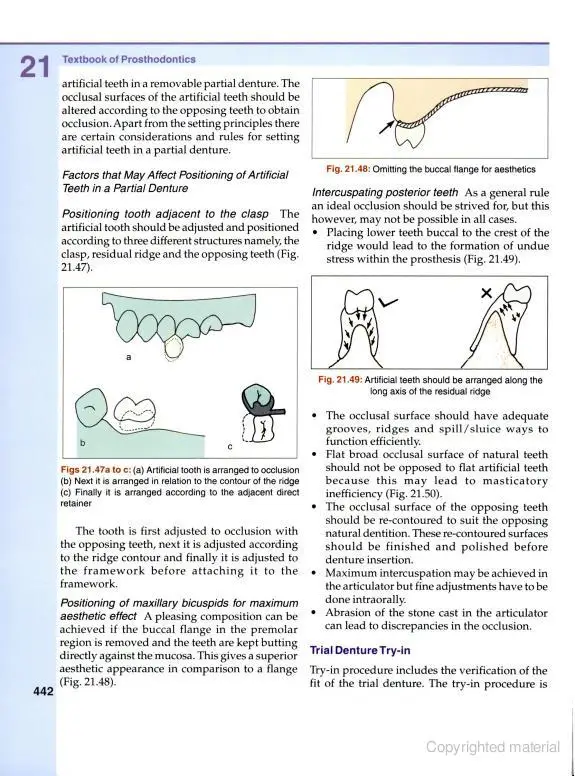 21
Textbook of Prosthodontics
artificial teeth in a removable partial denture. The
occlusal surfaces of the artificial teeth should be
altered according to the opposing teeth to obtain
occlusion. Apart from the setting principles there
are certain considerations and rules for setting
artificial teeth in a partial denture.
Factors that May Affect Positioning of Artificial
Teeth in a Partial Denture
Positioning tooth adjacent to the clasp The
artificial tooth should be adjusted and positioned
according to three different structures namely, the
clasp, residual ridge and the opposing teeth (Fig.
21.47).
a
b
c
Figs 21.47a to c: (a) Artificial tooth is arranged to occlusion
(b) Next it is arranged in relation to the contour of the ridge
(c) Finally it is arranged according to the adjacent direct
retainer
The tooth is first adjusted to occlusion with
the opposing teeth, next it is adjusted according
to the ridge contour and finally it is adjusted to
the framework before attaching it to the
framework.
Positioning of maxillary bicuspids for maximum
aesthetic effect A pleasing composition can be
achieved if the buccal flange in the premolar
region is removed and the teeth are kept butting
directly against the mucosa. This gives a superior
aesthetic appearance in comparison to a flange
(Fig. 21.48).
442
Fig. 21.48: Omitting the buccal flange for aesthetics
Intercuspating posterior teeth As a general rule
an ideal occlusion should be strived for, but this
however, may not be possible in all cases.
• Placing lower teeth buccal to the crest of the
ridge would lead to the formation of undue
stress within the prosthesis (Fig. 21.49).
Fig. 21.49: Artificial teeth should be arranged along the
long axis of the residual ridge
• The occlusal surface should have adequate
grooves, ridges and spill/sluice ways to
function efficiently.
• Flat broad occlusal surface of natural teeth
should not be opposed to flat artificial teeth
because this may lead to masticatory
inefficiency (Fig. 21.50).
• The occlusal surface of the opposing teeth
should be re-contoured to suit the opposing
natural dentition. These re-contoured surfaces
should be finished and polished before
denture insertion.
• Maximum intercuspation may be achieved in
the articulator but fine adjustments have to be
done intraorally.
• Abrasion of the stone cast in the articulator
can lead to discrepancies in the occlusion.
Trial Denture Try-in
Try-in procedure includes the verification of the
fit of the trial denture. The try-in procedure is
Copyrighted material